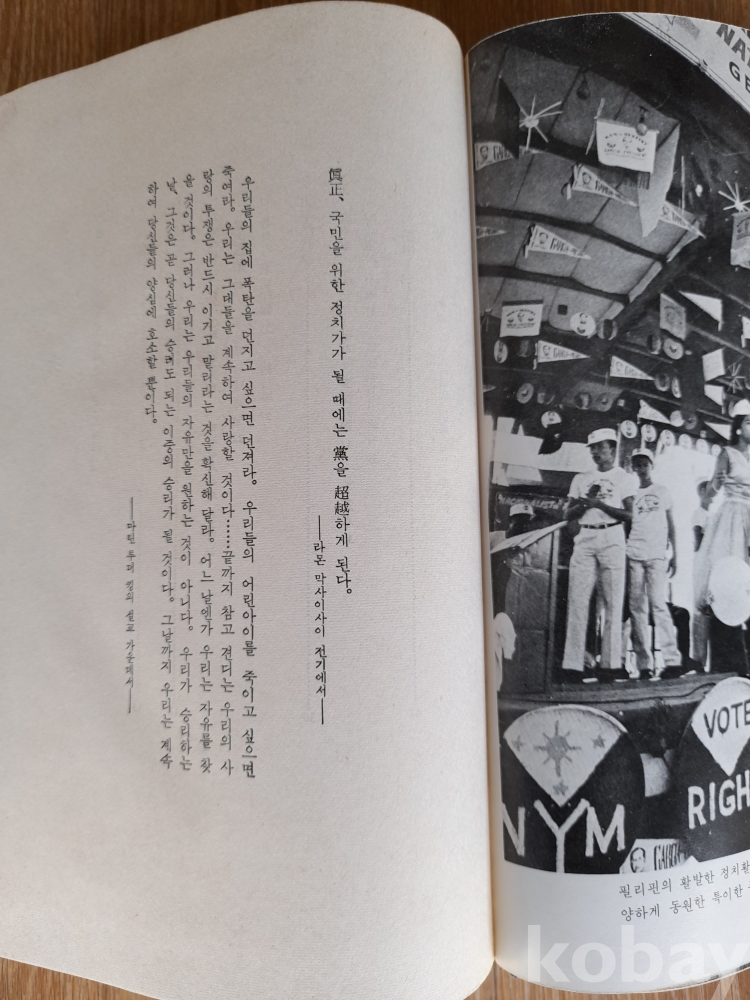 眞正、국민을 위한 정치가가 될 때에는 黨을 超越하게 된다。
──라몬 막사이사이 전기에서──
우리들의 집에 폭탄을 던지고 싶으면 던져라。 우리들의 어린아이를 죽이고 싶으면
죽여라。 우리는 그대들을 계속하여 사랑할 것이다……끝까지 참고 견디는 우리의 사
랑의 투쟁은 반드시 이기고 말리라는 것을 확신해 달라。 어느 날엔가 우리는 자유를 찾
을 것이다。 그러나 우리는 우리들의 자유만을 원하는 것이 아니다。 우리가 승리하는
날, 그것은 곧 당신들의 승리도 되는 이중의 승리가 될 것이다。 그날까지 우리는 계속
하여 당신들의 양심에 호소할 뿐이다。
──마틴 루터 킹의 설교 가운데서──
NAT
GE
NYM
VOTE
RIGH
필리핀의 활발한 정치활
양하게 동원한 특이한
kobay